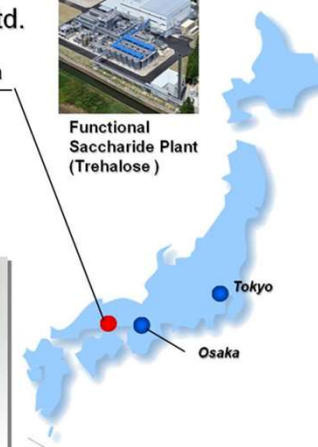 td.
a
Functional
Saccharide Plant
(Trehalose )
Tokyo
Osaka